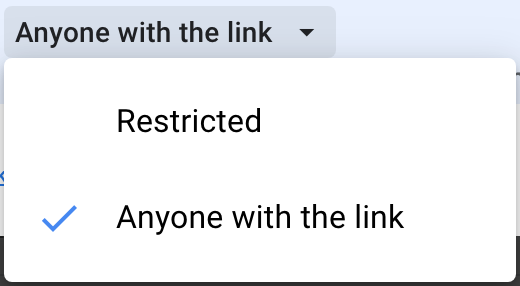 Anyone with the link
Restricted
Anyone with the link